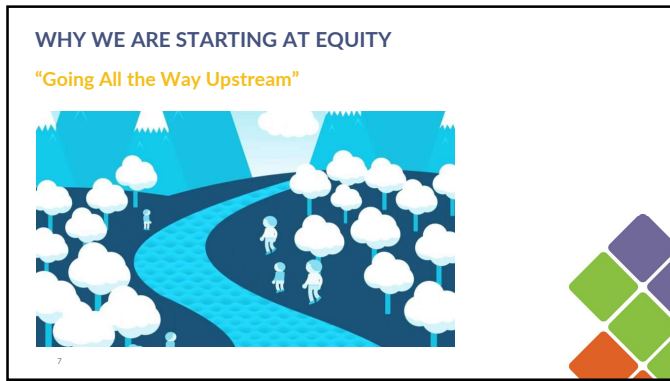 WHY WE ARE STARTING AT EQUITY
“Going All the Way Upstream”
7